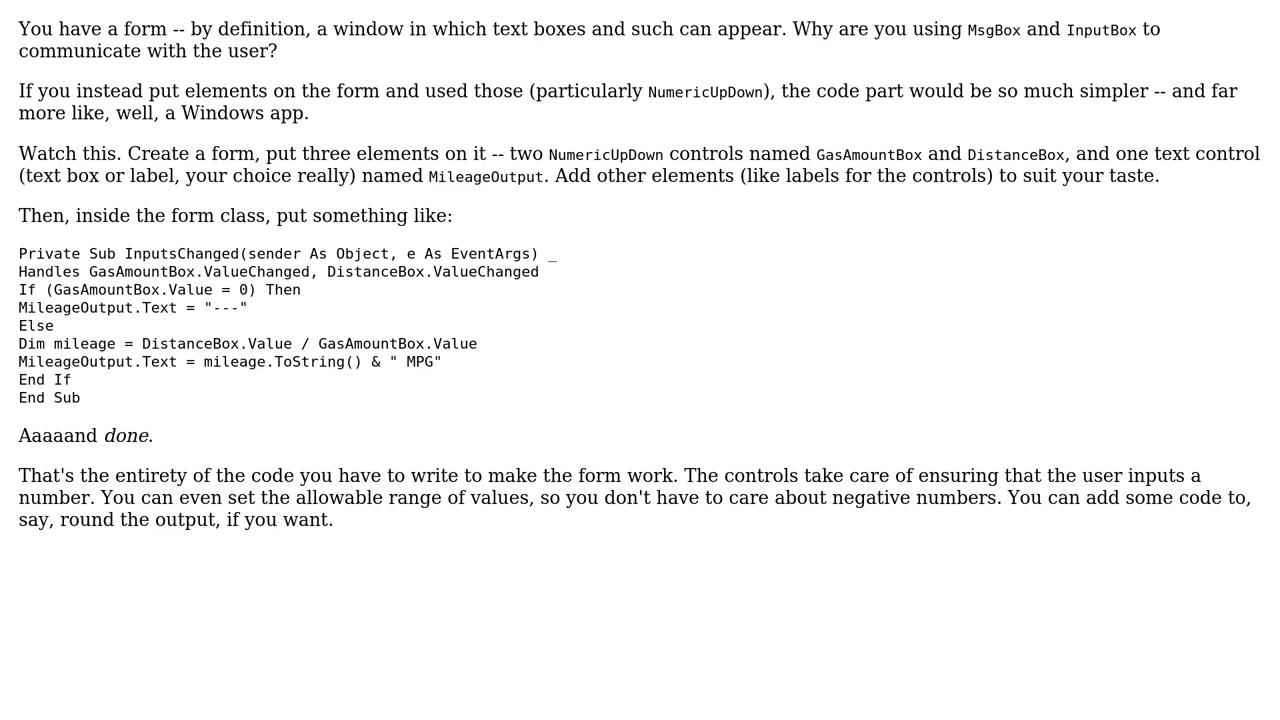 You have a form -- by definition, a window in which text boxes and such can appear. Why are you using MsgBox and InputBox to
communicate with the user?
If you instead put elements on the form and used those (particularly NumericUpDown), the code part would be so much simpler -- and far
more like, well, a Windows app.
Watch this. Create a form, put three elements on it -- two NumericUpDown controls named GasAmountBox and DistanceBox, and one text control
(text box or label, your choice really) named MileageOutput. Add other elements (like labels for the controls) to suit your taste.
Then, inside the form class, put something like:
Private Sub InputsChanged(sender As Object, e As EventArgs) _
Handles GasAmountBox.ValueChanged, DistanceBox.ValueChanged
If (GasAmountBox.Value = 0) Then
MileageOutput.Text = "---"
Else
Dim mileage = DistanceBox.Value / GasAmountBox.Value
MileageOutput.Text = mileage.ToString() & " MPG"
End If
End Sub
Aaaaand done.
That's the entirety of the code you have to write to make the form work. The controls take care of ensuring that the user inputs a
number. You can even set the allowable range of values, so you don't have to care about negative numbers. You can add some code to,
say, round the output, if you want.